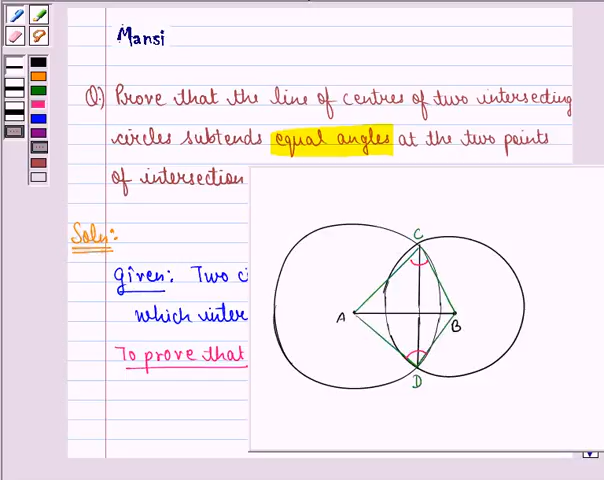 Mansi
Q.) Prove that the line of centres of two intersecting
circles subtends equal angles at the two points
of intersection
Soln:
given: Two ci
which inter
To prove that
C
A
B
D